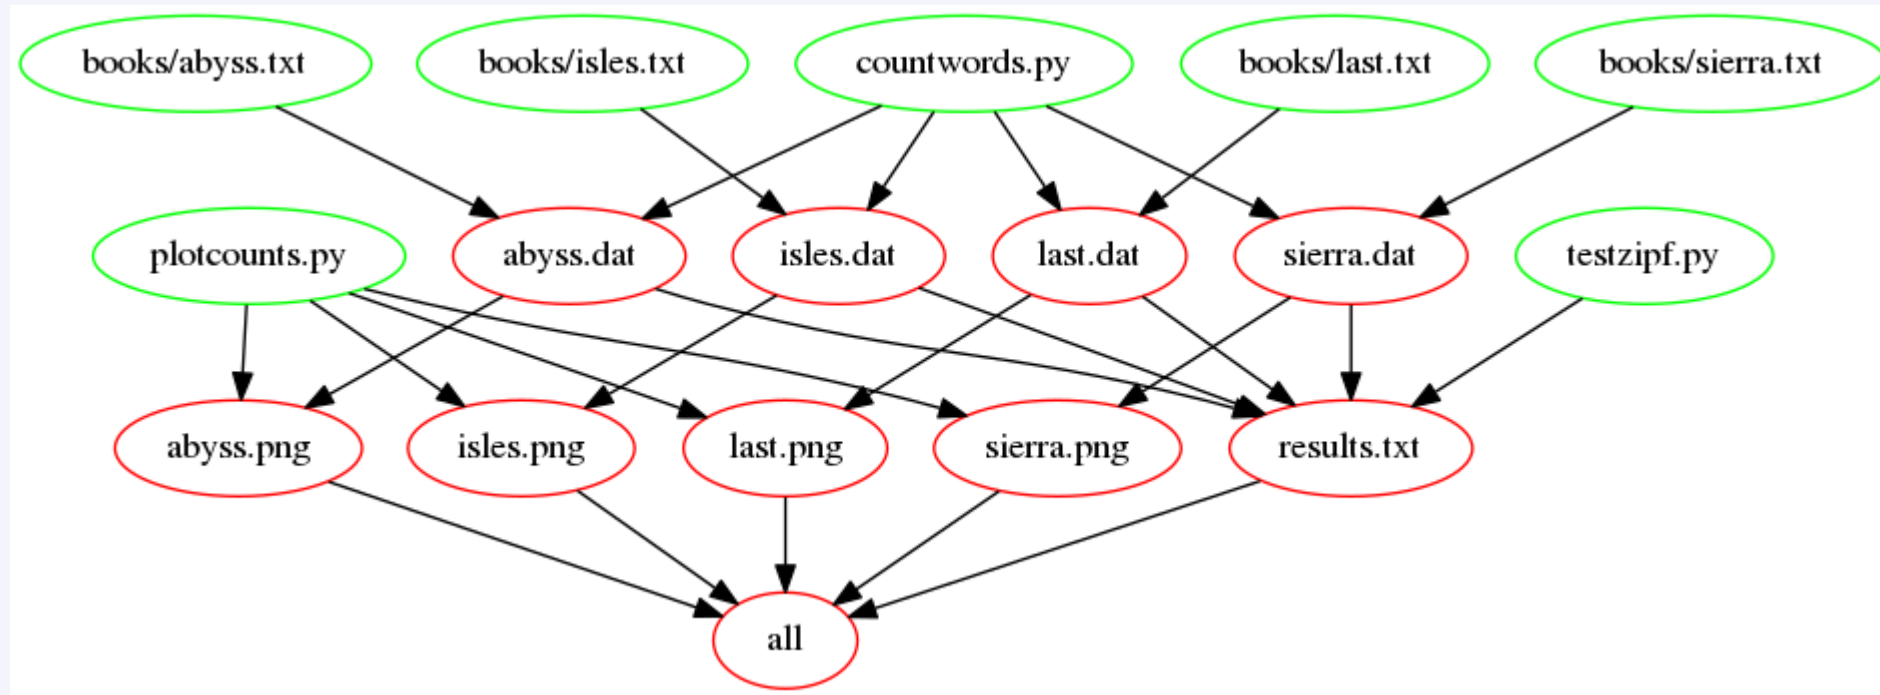 books/abyss.txt
books/isles.txt
countwords.py
books/last.txt
books/sierra.txt
plotcounts.py
abyss.dat
isles.dat
last.dat
sierra.dat
testzipf.py
abyss.png
isles.png
last.png
sierra.png
results.txt
all